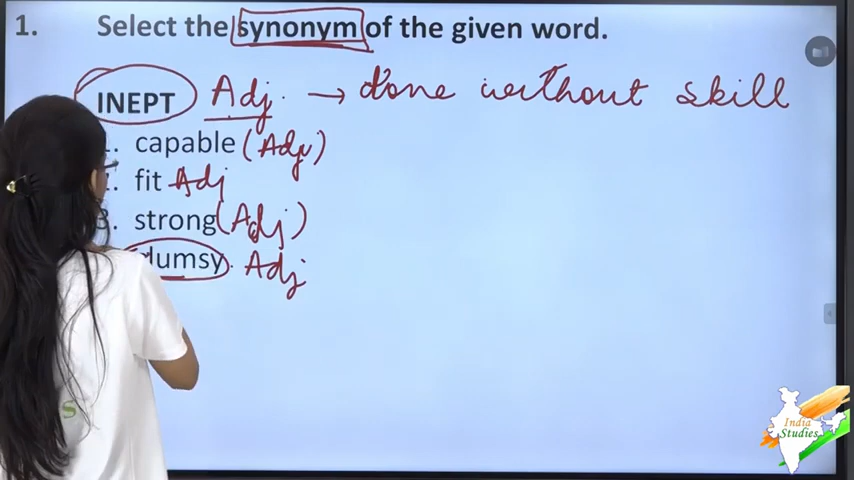 1. Select the synonym of the given word.
INEPT Adj. → done without skill
1. capable (Adj)
. fit Adj
3. strong (Adj)
clumsy. Adj
India
Studies
S